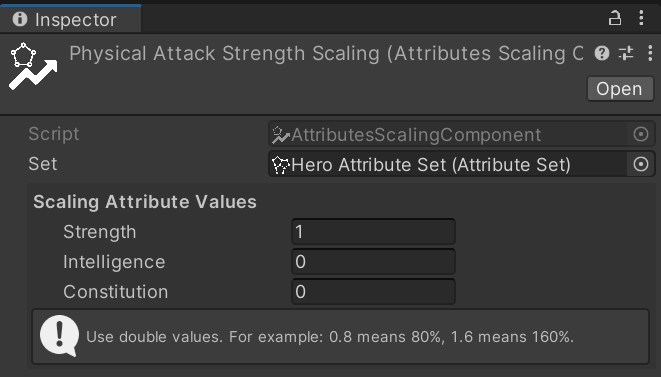 Inspector
Physical Attack Strength Scaling (Attributes Scaling C
Open
Script AttributesScalingComponent
Set Hero Attribute Set (Attribute Set)
Scaling Attribute Values
Strength 1
Intelligence 0
Constitution 0
Use double values. For example: 0.8 means 80%, 1.6 means 160%.